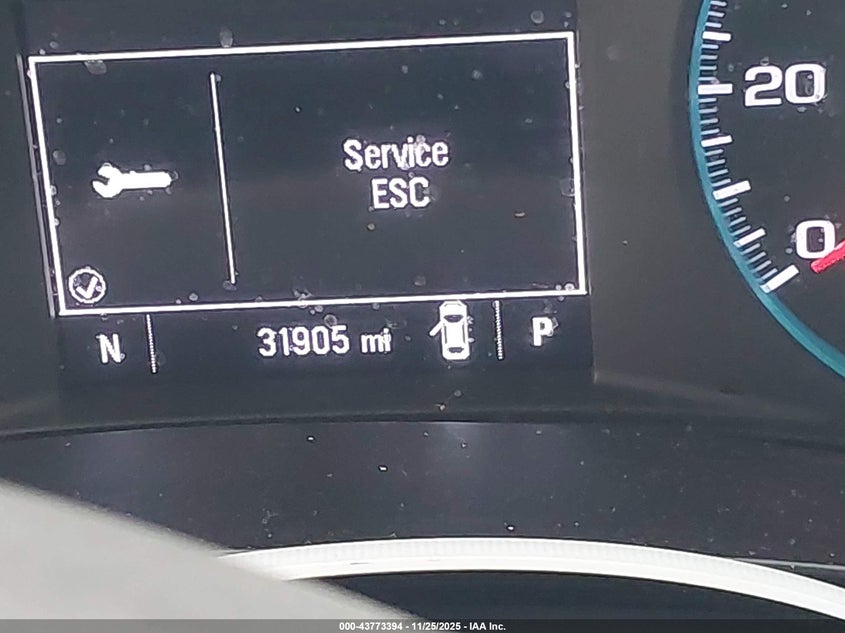 Service
ESC
20
0
N 31905 mi P
000-43773394 - 11/25/2025 - IAA Inc.